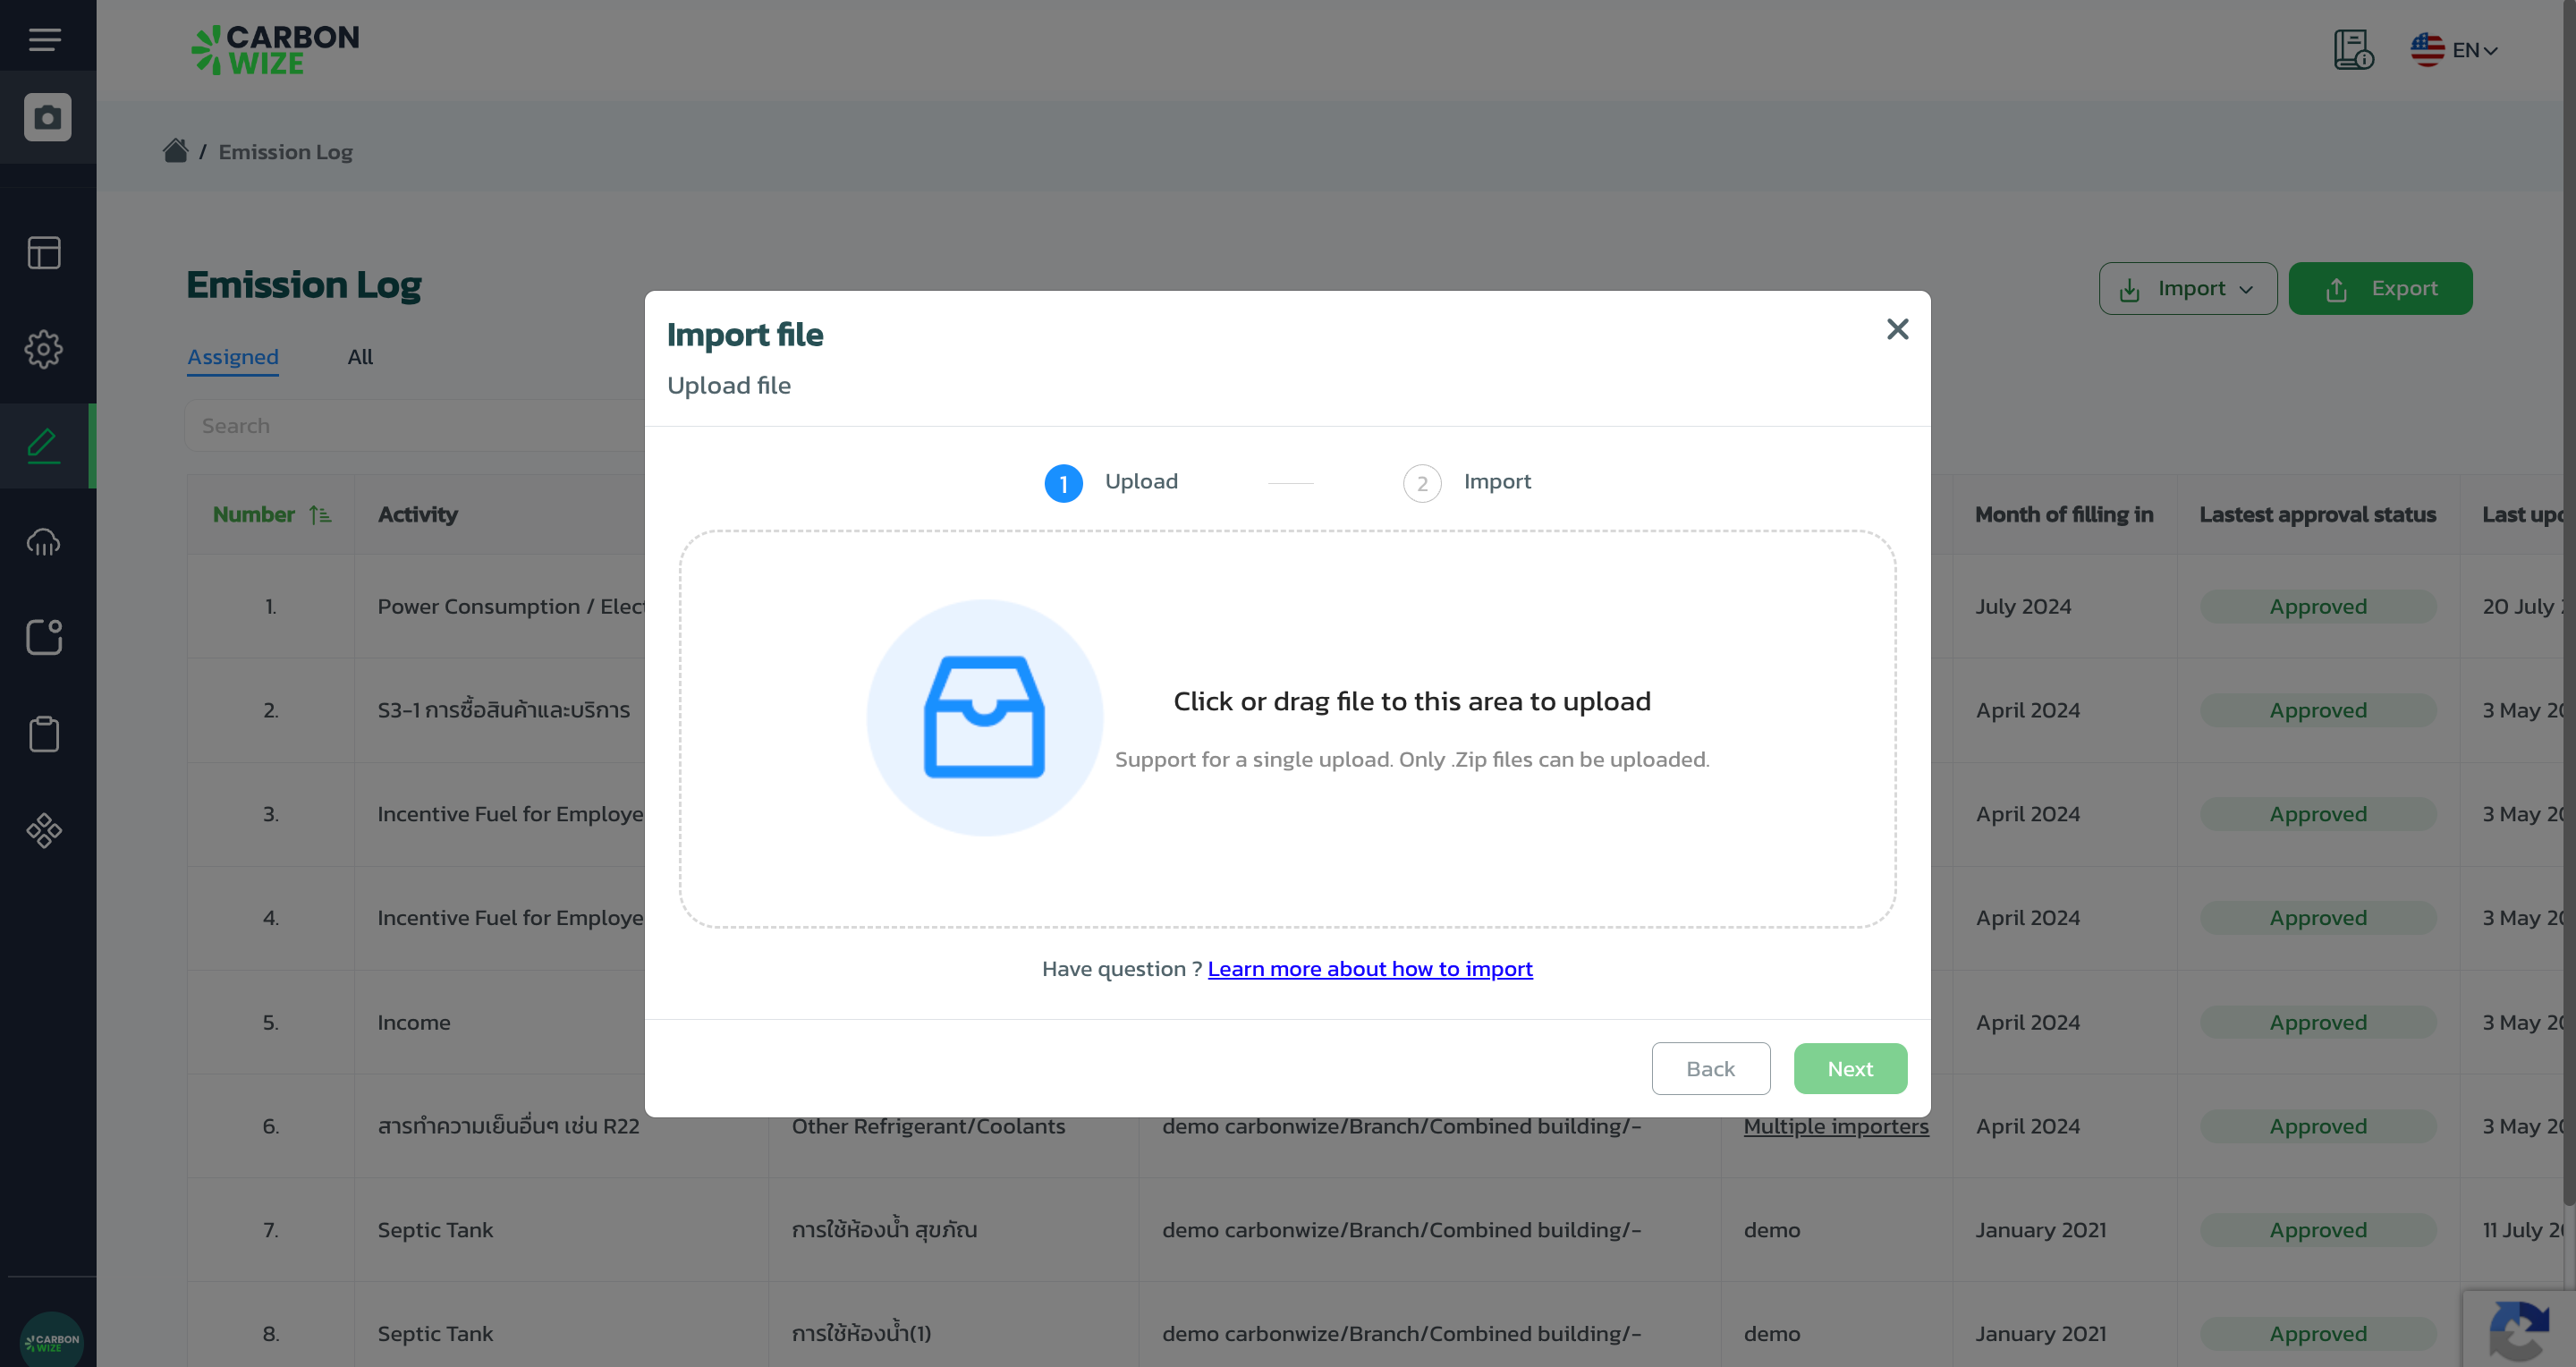 CARBON
WIZE
EN
/ Emission Log
Emission Log
Import
Export
Assigned
All
Search
Import file
Upload file
1 Upload
2 Import
Click or drag file to this area to upload
Support for a single upload. Only .Zip files can be uploaded.
Have question ? Learn more about how to import
Back
Next
Number Activity Month of filling in Lastest approval status Last
1. Power Consumption / July 2024 Approved 20 July
2. S3-1 การซื้อสินค้าและบริการ April 2024 Approved 3 May
3. Incentive Fuel for April 2024 Approved 3 May
4. Incentive Fuel for April 2024 Approved 3 May
5. Income April 2024 Approved 3 May
6. สารทำความเย็นอื่นๆ เช่น R22 Other Refrigerant/Coolants demo carbonwize/Branch/Combined building/- Multiple importers April 2024 Approved 3 May
7. Septic Tank การใช้ห้องน้ำ สุขภัณ demo carbonwize/Branch/Combined building/- demo January 2021 Approved 11 July
8. Septic Tank การใช้ห้องน้ำ(1) demo carbonwize/Branch/Combined building/- demo January 2021 Approved
CARBON
WIZE